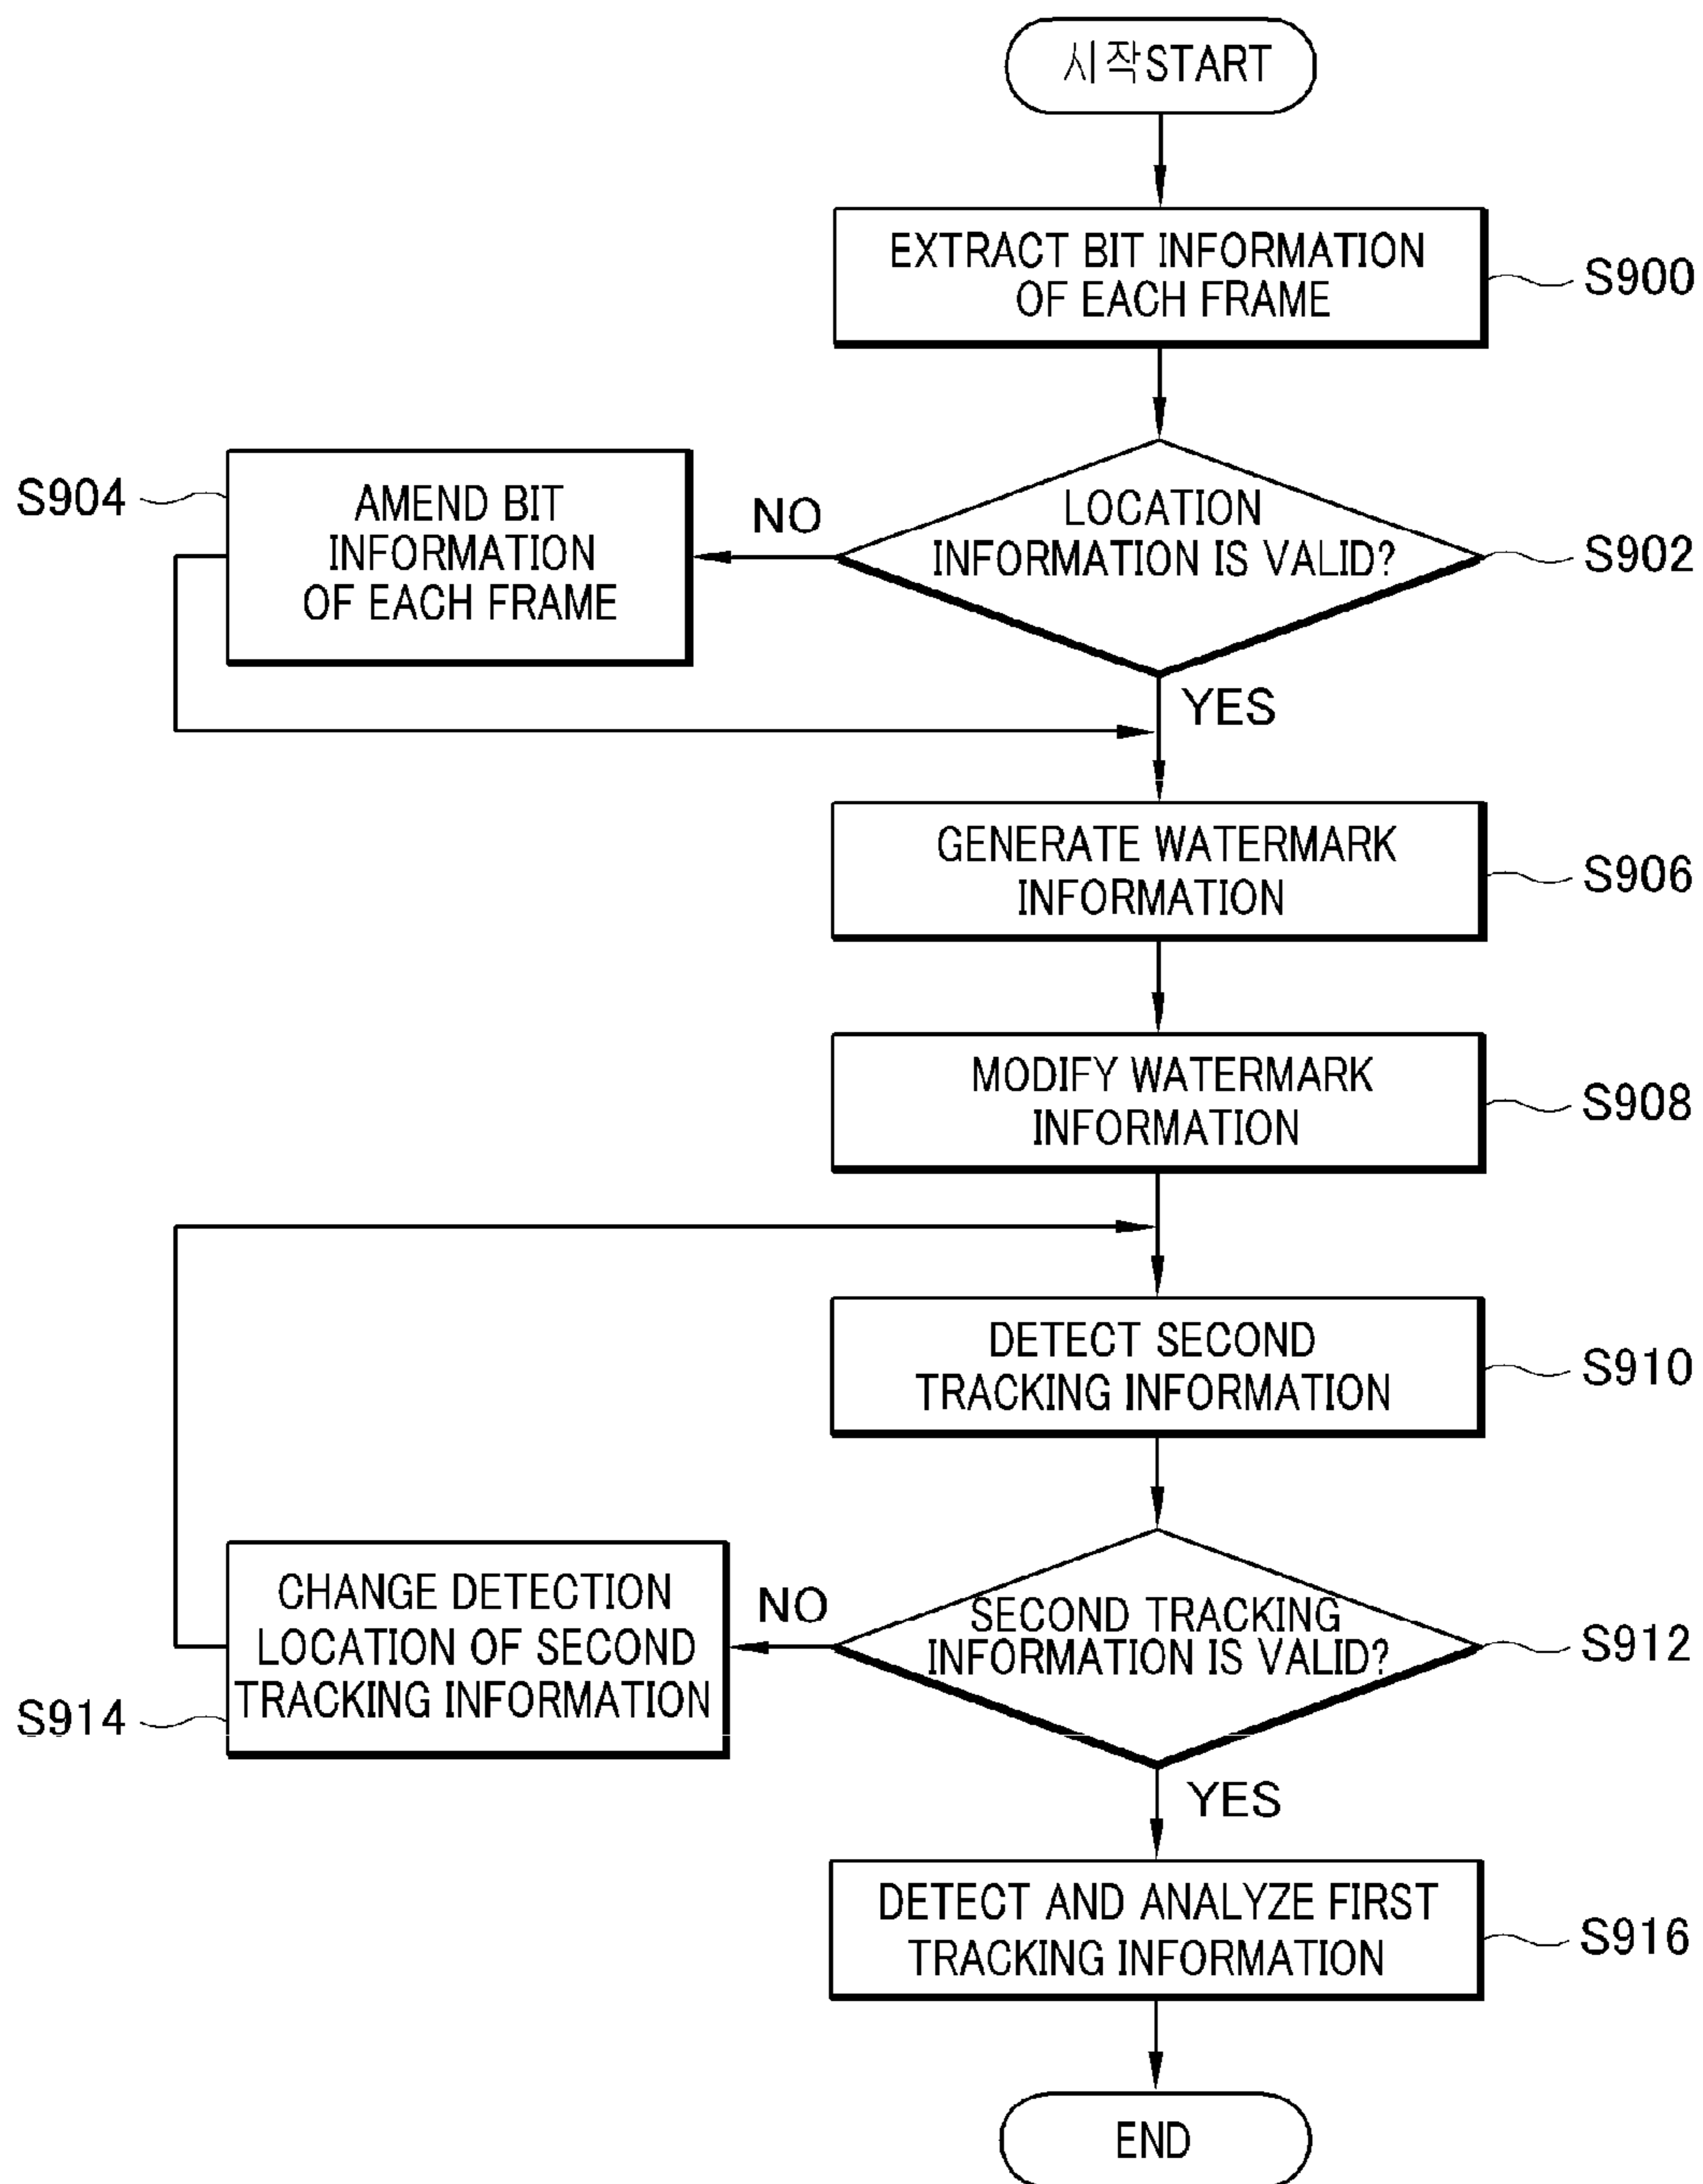 시작START
EXTRACT BIT INFORMATION
OF EACH FRAME
S900
LOCATION
INFORMATION IS VALID?
S902
NO
AMEND BIT
INFORMATION
OF EACH FRAME
S904
YES
GENERATE WATERMARK
INFORMATION
S906
MODIFY WATERMARK
INFORMATION
S908
DETECT SECOND
TRACKING INFORMATION
S910
SECOND TRACKING
INFORMATION IS VALID?
S912
NO
CHANGE DETECTION
LOCATION OF SECOND
TRACKING INFORMATION
S914
YES
DETECT AND ANALYZE FIRST
TRACKING INFORMATION
S916
END